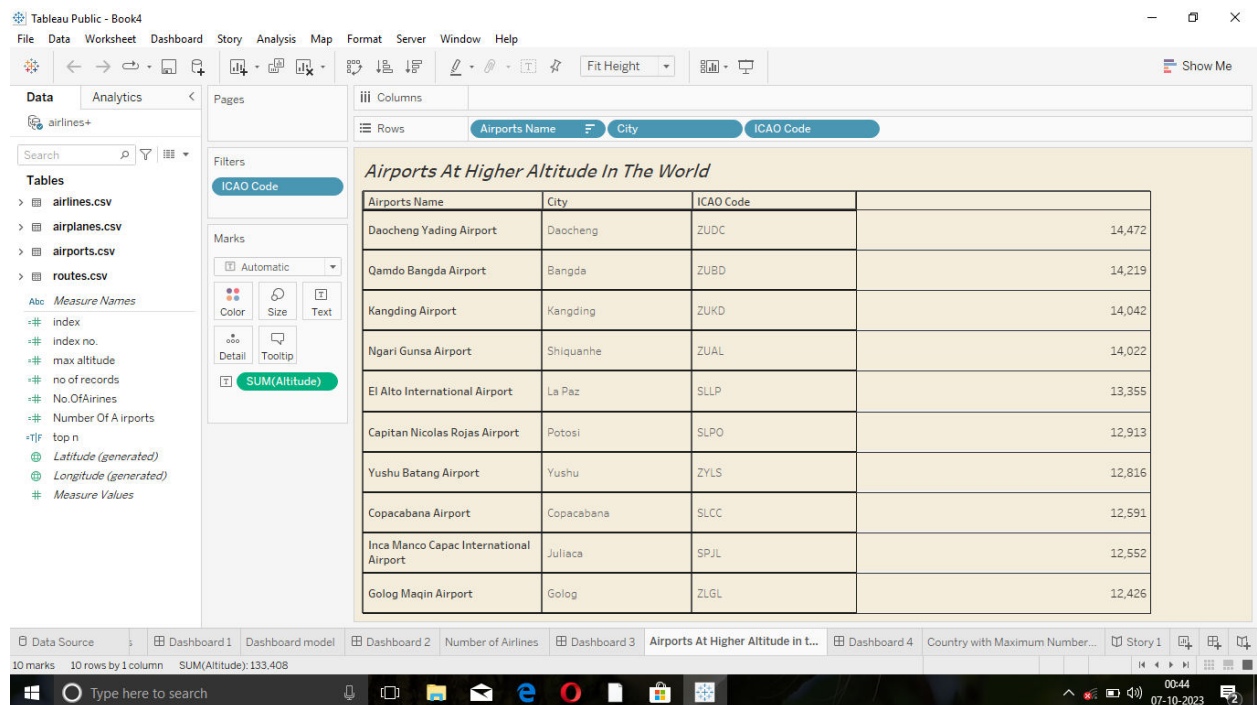 Tableau Public - Book4
File Data Worksheet Dashboard Story Analysis Map Format Server Window Help
Fit Height
Show Me
Data Analytics
airlines+
Search
Tables
airlines.csv
airplanes.csv
airports.csv
routes.csv
Abc Measure Names
=# index
=# index no.
=# max altitude
=# no of records
=# No.OfAirines
=# Number Of A irports
=T|F top n
Latitude (generated)
Longitude (generated)
# Measure Values
Pages
Filters
ICAO Code
Marks
T Automatic
Color Size Text
Detail Tooltip
T SUM(Altitude)
iii Columns
Rows Airports Name City ICAO Code
Airports At Higher Altitude In The World
Airports Name City ICAO Code
Daocheng Yading Airport Daocheng ZUDC 14,472
Qamdo Bangda Airport Bangda ZUBD 14,219
Kangding Airport Kangding ZUKD 14,042
Ngari Gunsa Airport Shiquanhe ZUAL 14,022
El Alto International Airport La Paz SLLP 13,355
Capitan Nicolas Rojas Airport Potosi SLPO 12,913
Yushu Batang Airport Yushu ZYLS 12,816
Copacabana Airport Copacabana SLCC 12,591
Inca Manco Capac International
Airport Juliaca SPJL 12,552
Golog Maqin Airport Golog ZLGL 12,426
Data Source s Dashboard 1 Dashboard model Dashboard 2 Number of Airlines Dashboard 3 Airports At Higher Altitude in t... Dashboard 4 Country with Maximum Number... Story 1
10 marks 10 rows by 1 column SUM(Altitude): 133,408
Type here to search
00:44
07-10-2023
2